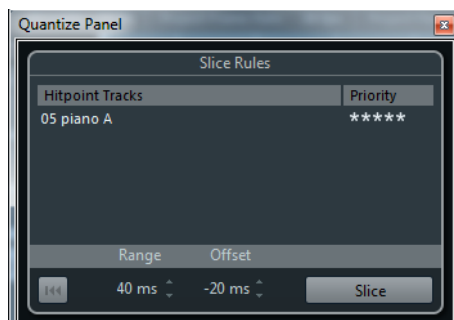 Quantize Panel
Slice Rules
Hitpoint Tracks Priority
05 piano A *****
Range Offset
40 ms -20 ms Slice